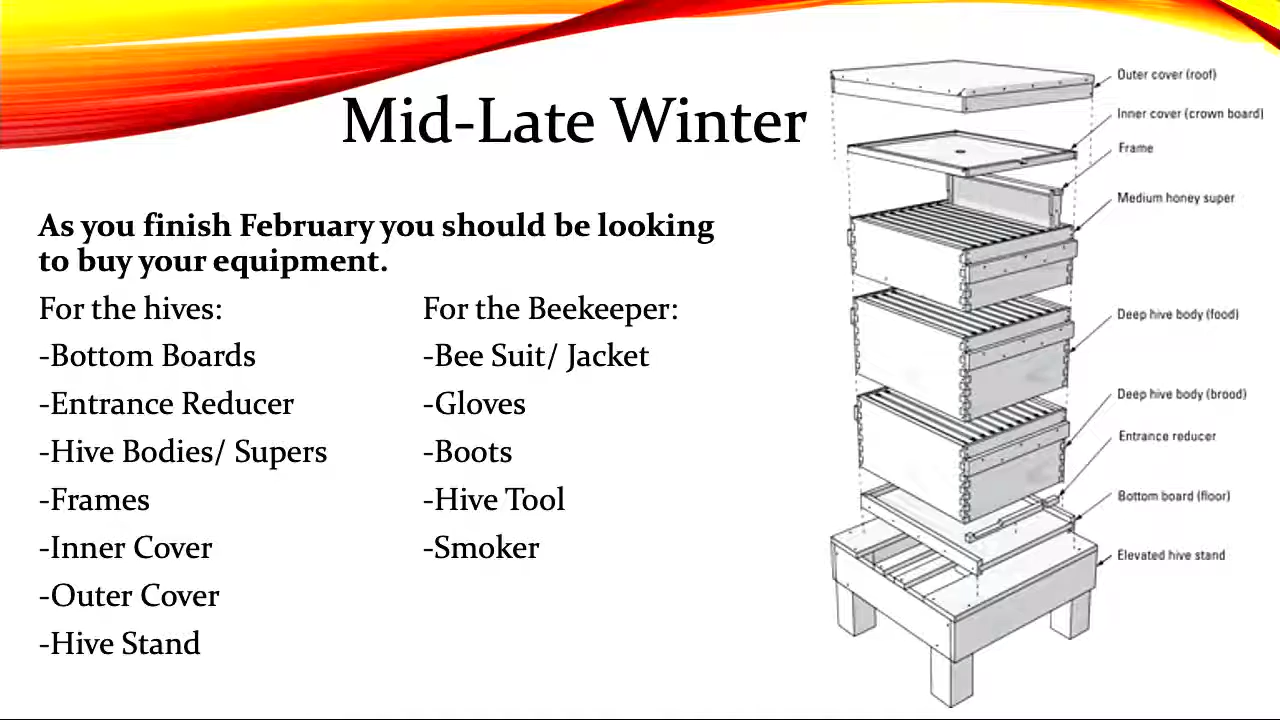 Mid-Late Winter
As you finish February you should be looking
to buy your equipment.
For the hives:
-Bottom Boards
-Entrance Reducer
-Hive Bodies/ Supers
-Frames
-Inner Cover
-Outer Cover
-Hive Stand
For the Beekeeper:
-Bee Suit/ Jacket
-Gloves
-Boots
-Hive Tool
-Smoker
Outer cover (roof)
Inner cover (crown board)
Frame
Medium honey super
Deep hive body (food)
Deep hive body (brood)
Entrance reducer
Bottom board (floor)
Elevated hive stand